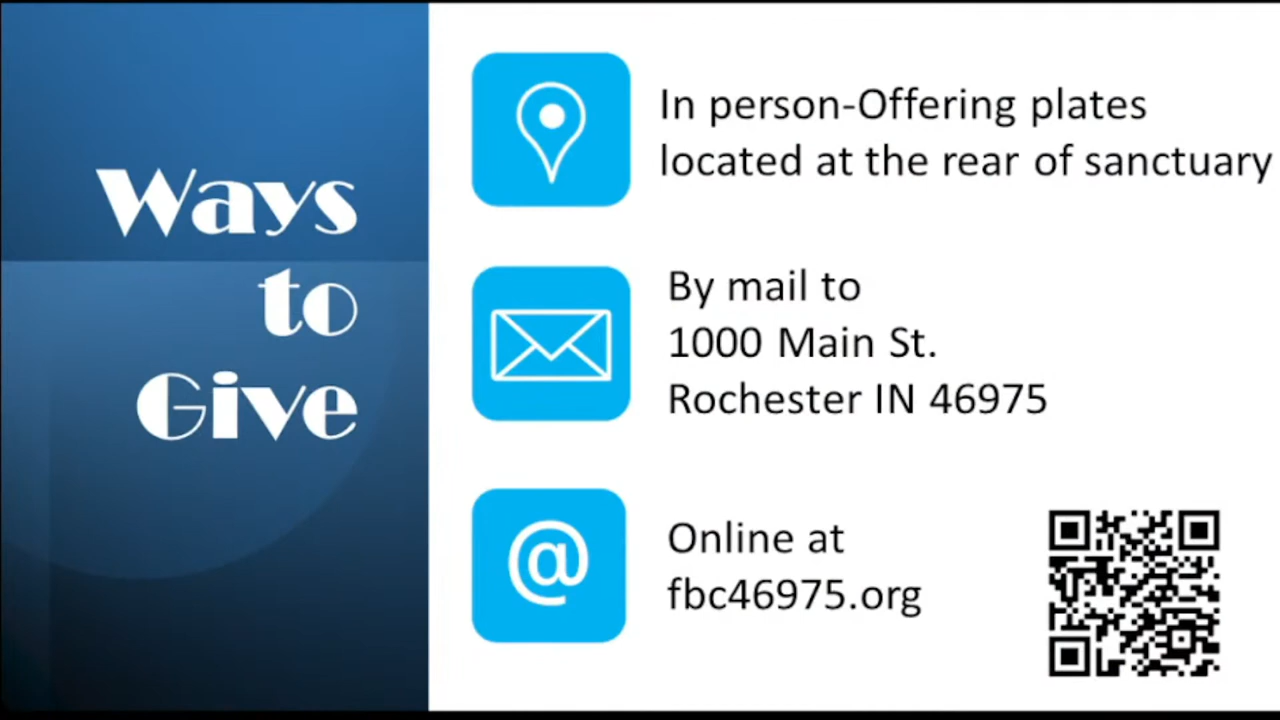 Ways
to
Give
In person-Offering plates
located at the rear of sanctuary
By mail to
1000 Main St.
Rochester IN 46975
@
Online at
fbc46975.org